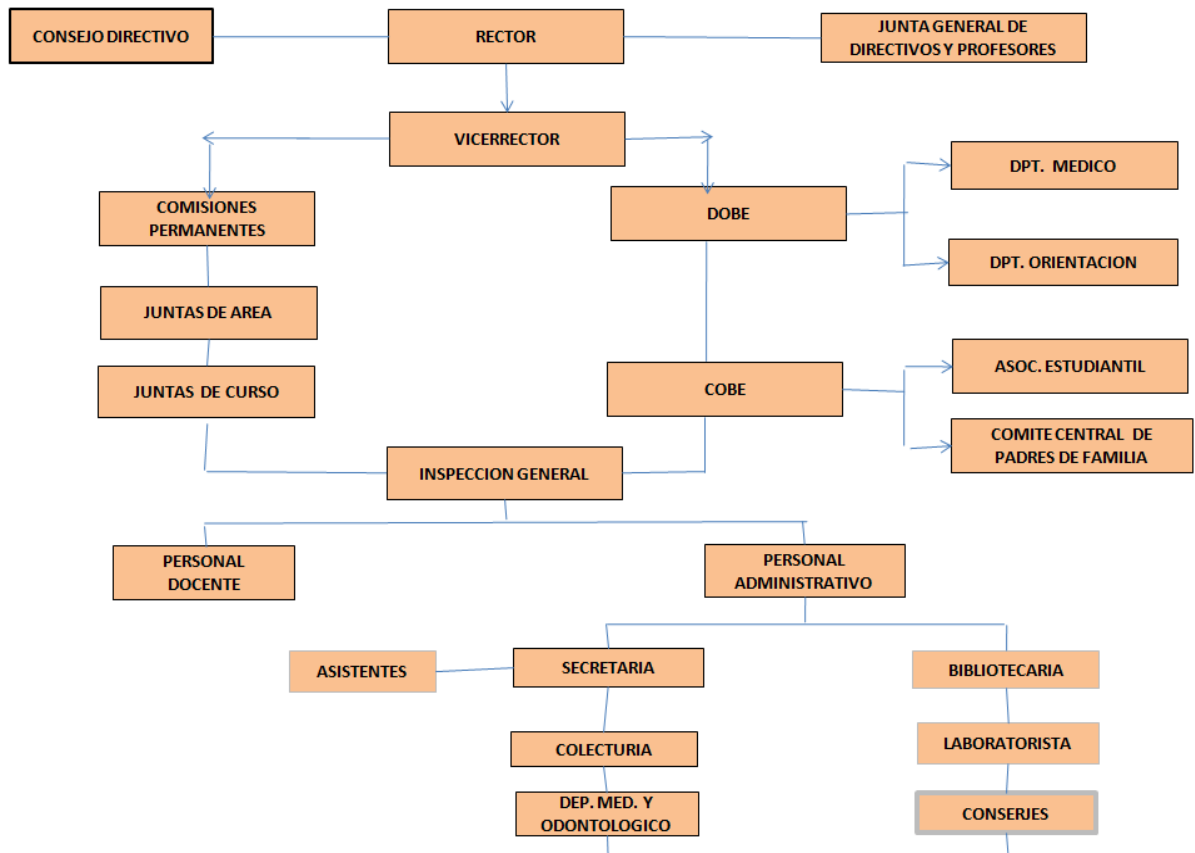 CONSEJO DIRECTIVO
RECTOR
JUNTA GENERAL DE
DIRECTIVOS Y PROFESORES
VICERRECTOR
DPT. MEDICO
COMISIONES
PERMANENTES
DOBE
DPT. ORIENTACION
JUNTAS DE AREA
ASOC. ESTUDIANTIL
JUNTAS DE CURSO
COBE
COMITE CENTRAL DE
PADRES DE FAMILIA
INSPECCION GENERAL
PERSONAL
DOCENTE
PERSONAL
ADMINISTRATIVO
ASISTENTES
SECRETARIA
BIBLIOTECARIA
COLECTURIA
LABORATORISTA
DEP. MED. Y
ODONTOLOGICO
CONSERJES